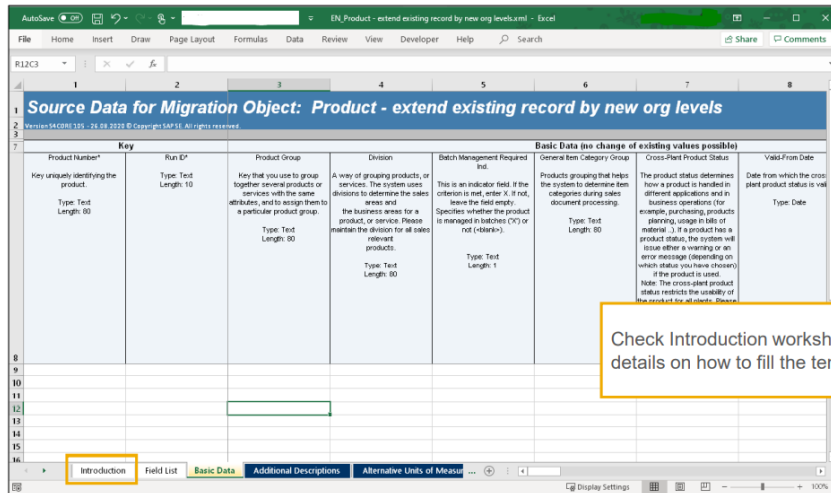 AutoSave Off EN_Product - extend existing record by new org levels.xml - Excel
File Home Insert Draw Page Layout Formulas Data Review View Developer Help Search Share Comments
R12C3 fx
1 2 3 4 5 6 7 8
1 Source Data for Migration Object: Product - extend existing record by new org levels
2 Version S4CORE 105 - 26.08.2020 © Copyright SAP SE. All rights reserved.
3
7 Key Basic Data (no change of existing values possible)
Product Number*
Key uniquely identifying the
product.
Type: Text
Length: 80
Run ID*
Type: Text
Length: 10
Product Group
Key that you use to group
together several products or
services with the same
attributes, and to assign them to
a particular product group.
Type: Text
Length: 80
Division
A way of grouping products, or
services. The system uses
divisions to determine the sales
areas and
the business areas for a
product, or service. Please
maintain the division for all sales
relevant
products.
Type: Text
Length: 80
Batch Management Required
Ind.
This is an indicator field. If the
criterion is met, enter X. If not,
leave the field empty.
Specifies whether the product
is managed in batches ('X') or
not (<blank>).
Type: Text
Length: 1
General Item Category Group
Products grouping that helps
the system to determine item
categories during sales
document processing.
Type: Text
Length: 80
Cross-Plant Product Status
The product status determines
how a product is handled in
different applications and in
business operations (for
example, purchasing, products
planning, usage in bills of
material ..). If a product has a
product status, the system will
issue either a warning or an
error message (depending on
which status you have chosen)
if the product is used.
Note: The cross-plant product
status restricts the usability of
the product for all plants. Please
Valid-From Date
Date from which the cross
plant product status is vali
Type: Date
8
9
10
11
12
13
14
15
16
Check Introduction worksh
details on how to fill the ter
Introduction Field List Basic Data Additional Descriptions Alternative Units of Measur ...
Display Settings 100%